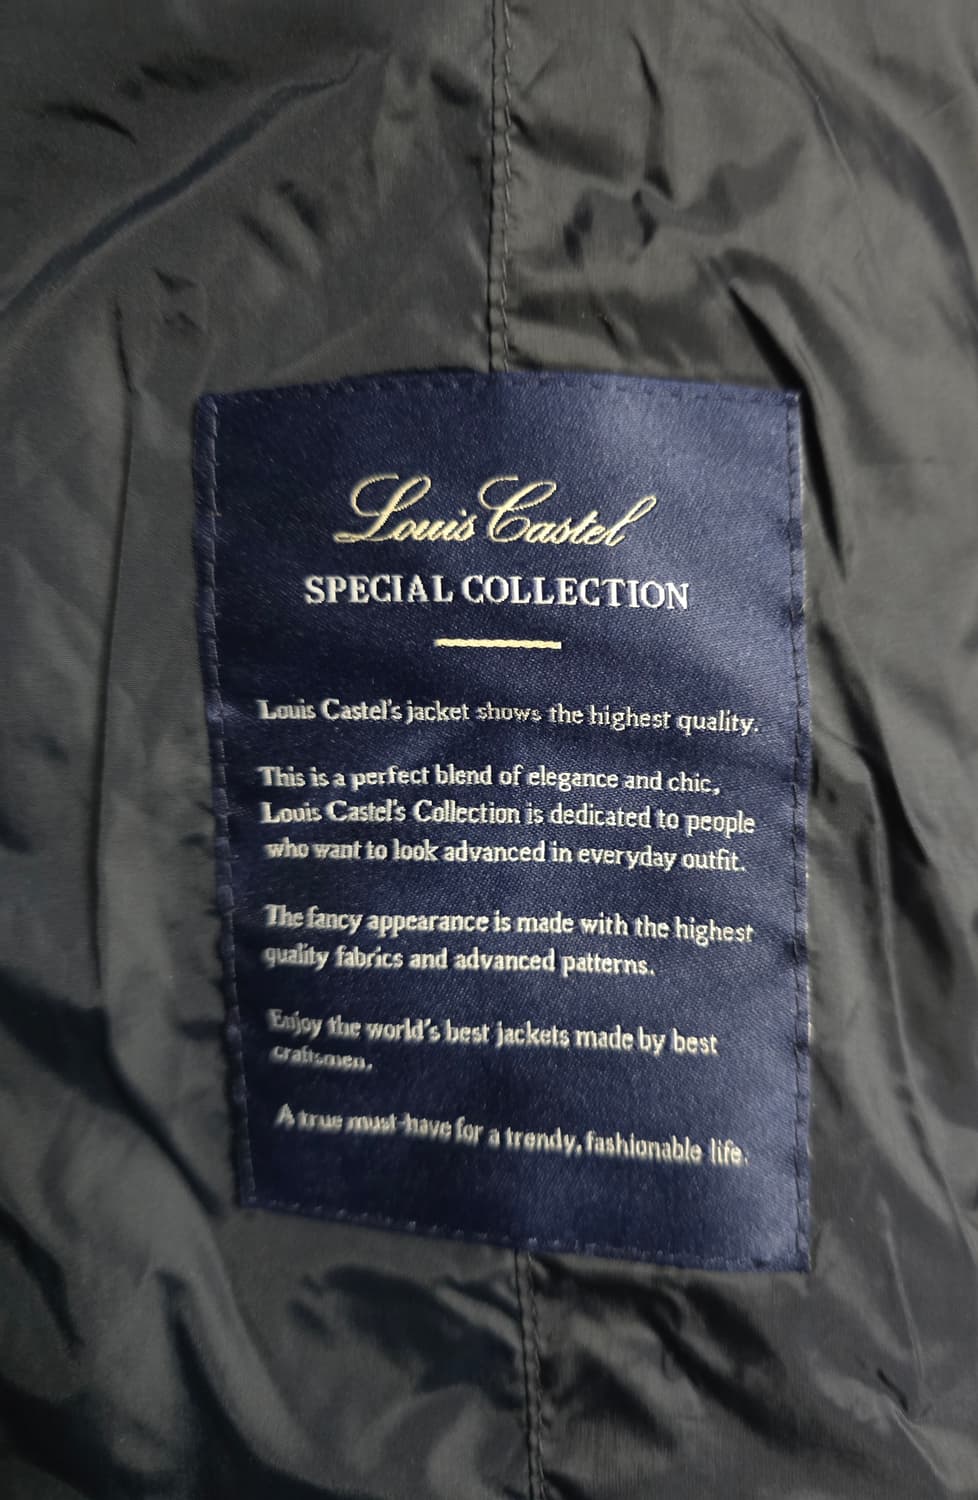 Louis Castel
SPECIAL COLLECTION
Louis Castel's jacket shows the highest quality.
This is a perfect blend of elegance and chic,
Louis Castel's Collection is dedicated to people
who want to look advanced in everyday outfit.
The fancy appearance is made with the highest
quality fabrics and advanced patterns.
Enjoy the world's best jackets made by best
craftsmen.
A true must-have for a trendy, fashionable life.